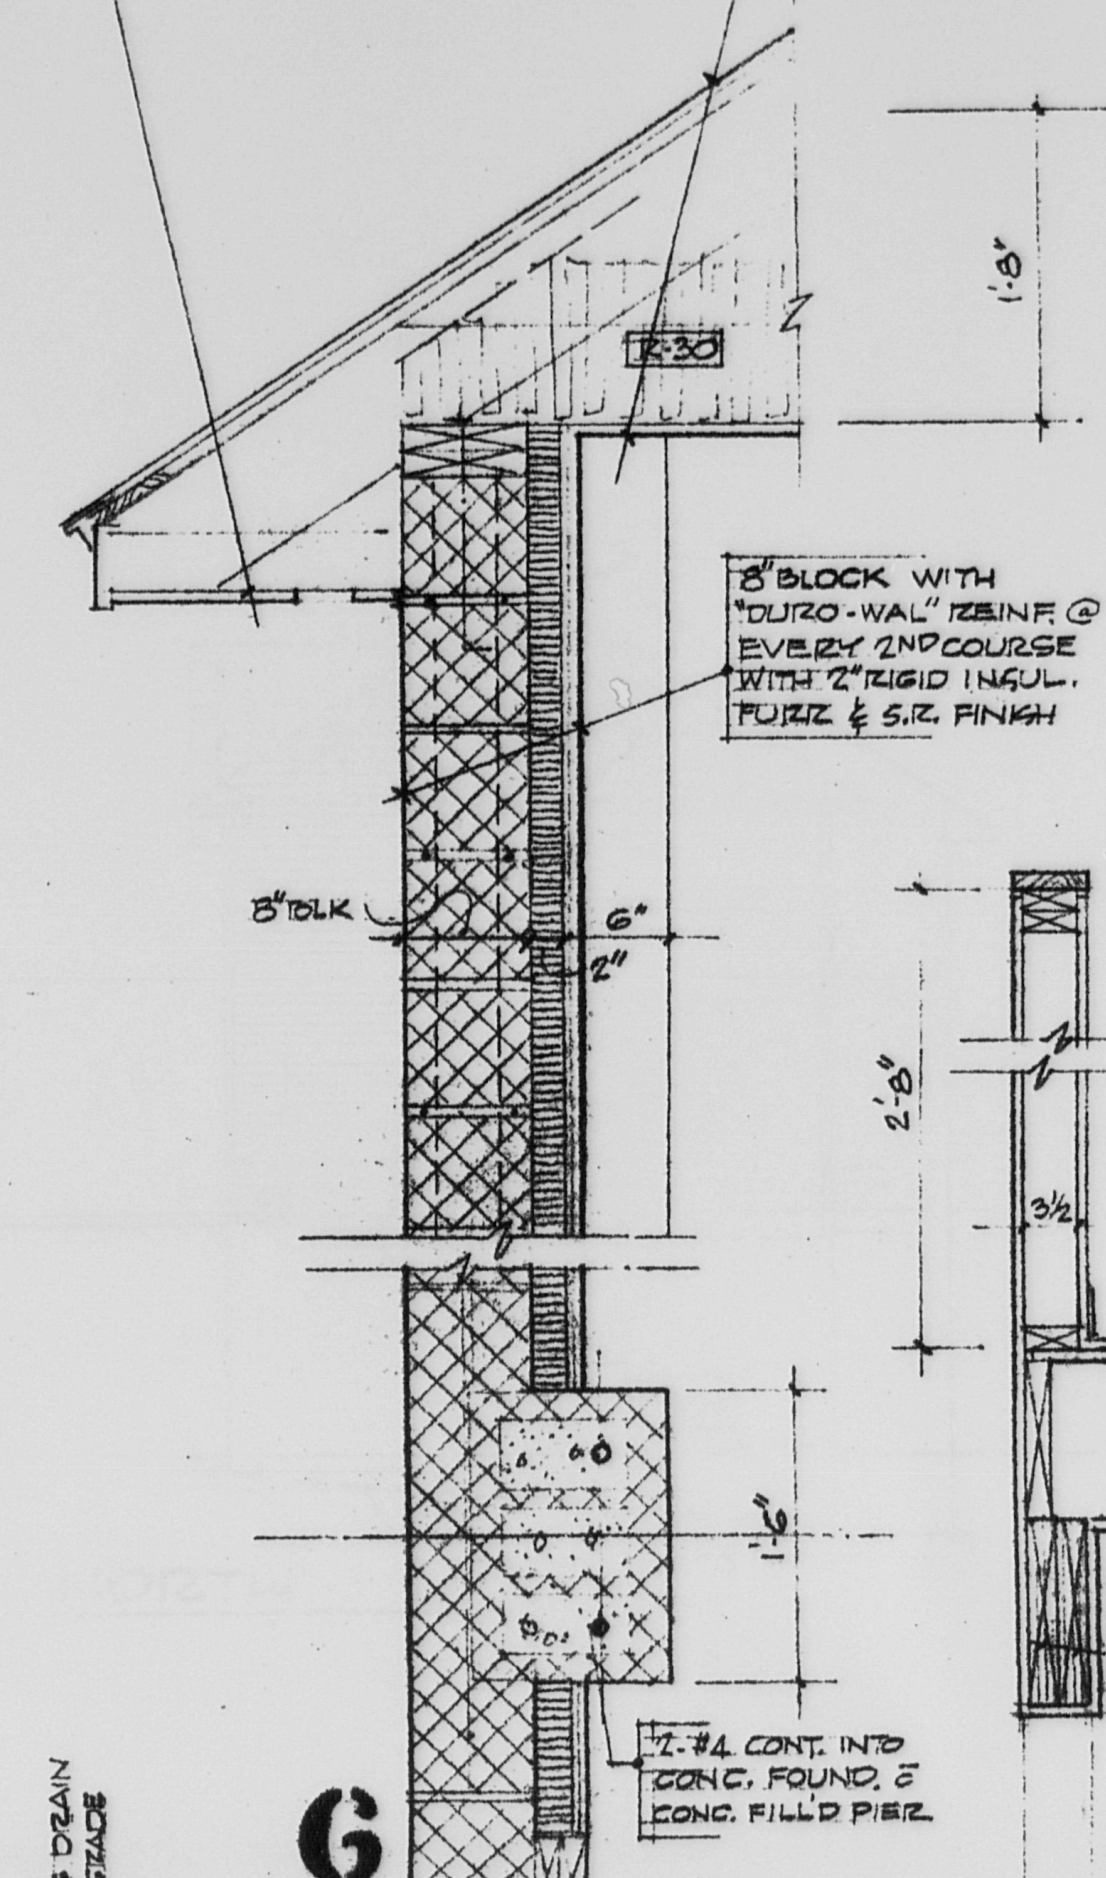 1'-8"
R-30
8" BLOCK WITH
"DURO-WAL" REINF. @
EVERY 2ND COURSE
WITH 2" RIGID INSUL.
FURR & S.R. FINISH
8" BLK
6"
2"
2'-8"
3½
1'-6"
2-#4 CONT. INTO
CONC. FOUND. c̄
CONC. FILL'D PIER
DRAIN
6